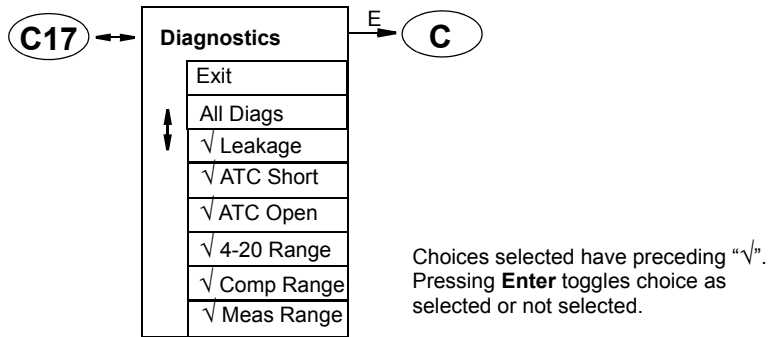 C17
Diagnostics
E
C
Exit
All Diags
√ Leakage
√ ATC Short
√ ATC Open
√ 4-20 Range
√ Comp Range
√ Meas Range
Choices selected have preceding “√”.
Pressing Enter toggles choice as
selected or not selected.